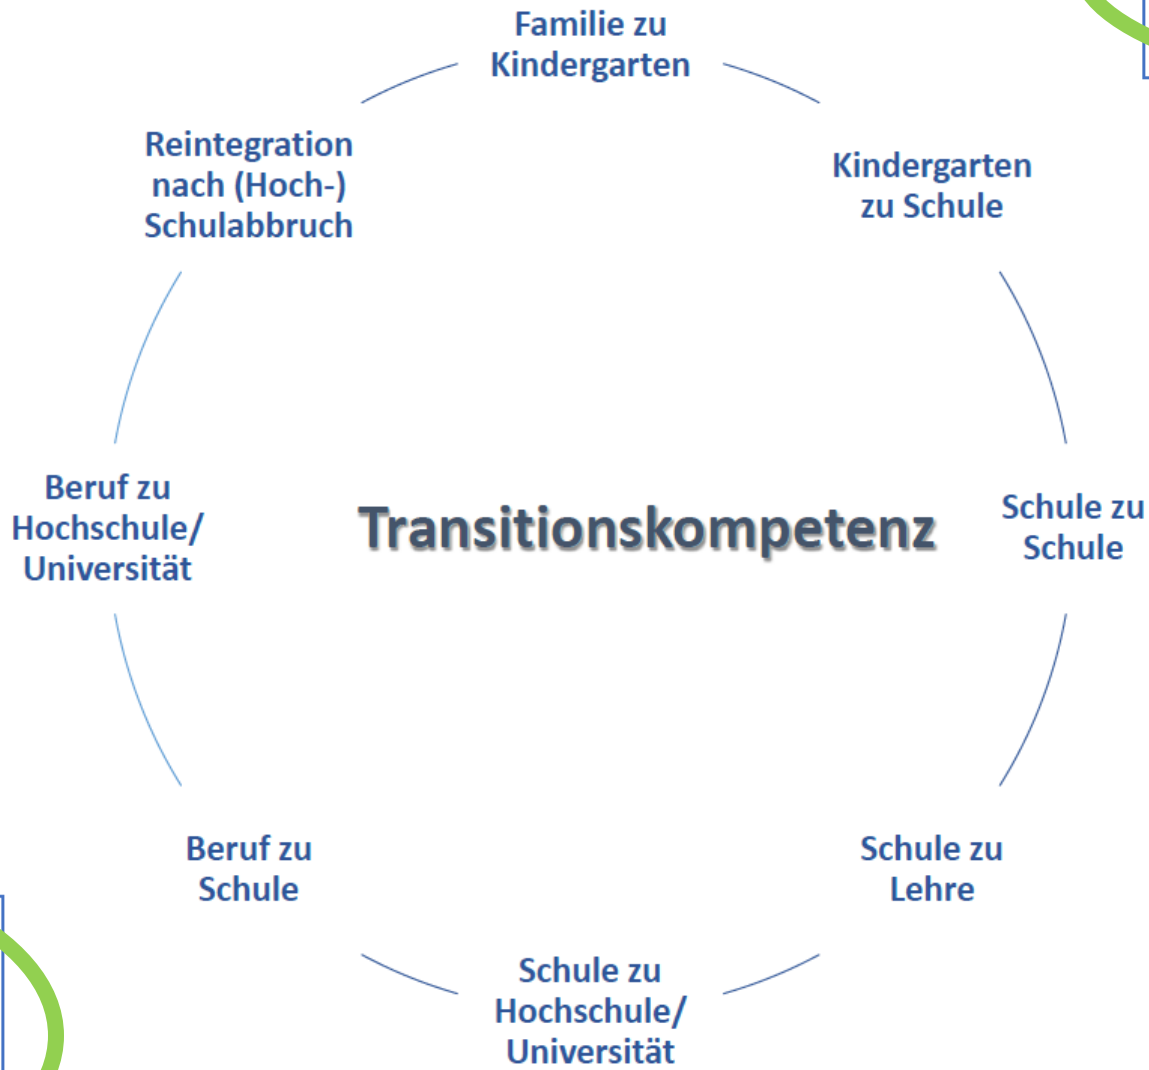 Familie zu
Kindergarten
Kindergarten
zu Schule
Schule zu
Schule
Schule zu
Lehre
Schule zu
Hochschule/
Universität
Beruf zu
Schule
Beruf zu
Hochschule/
Universität
Reintegration
nach (Hoch-)
Schulabbruch
Transitionskompetenz